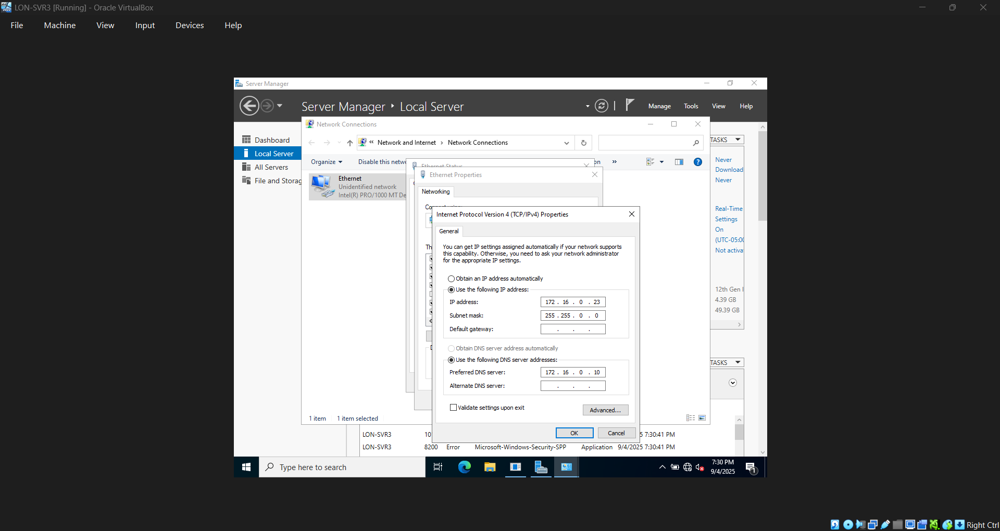 LON-SVR3 [Running] - Oracle VirtualBox
File Machine View Input Devices Help
Server Manager
Server Manager ‣ Local Server
Manage Tools View Help
Network Connections
Dashboard
Local Server
All Servers
File and Storag
« Network and Internet › Network Connections
Organize
Disable this netw
on »
Ethernet
Unidentified network
Intel(R) PRO/1000 MT De
Ethernet Status
Ethernet Properties
Networking
Connect using:
Th
Internet Protocol Version 4 (TCP/IPv4) Properties
General
You can get IP settings assigned automatically if your network supports
this capability. Otherwise, you need to ask your network administrator
for the appropriate IP settings.
Obtain an IP address automatically
Use the following IP address:
IP address: 172 . 16 . 0 . 23
Subnet mask: 255 . 255 . 0 . 0
Default gateway: . . .
Obtain DNS server address automatically
Use the following DNS server addresses:
Preferred DNS server: 172 . 16 . 0 . 10
Alternate DNS server: . . .
Validate settings upon exit
Advanced...
OK Cancel
TASKS
Never
Download
Never
Real-Time
Settings
On
(UTC-05:00
Not activa
12th Gen I
4.39 GB
49.39 GB
TASKS
1 item 1 item selected
LON-SVR3 10 5 7:30:41 PM
LON-SVR3 8200 Error Microsoft-Windows-Security-SPP Application 9/4/2025 7:30:41 PM
Type here to search
7:30 PM
9/4/2025
1
Right Ctrl